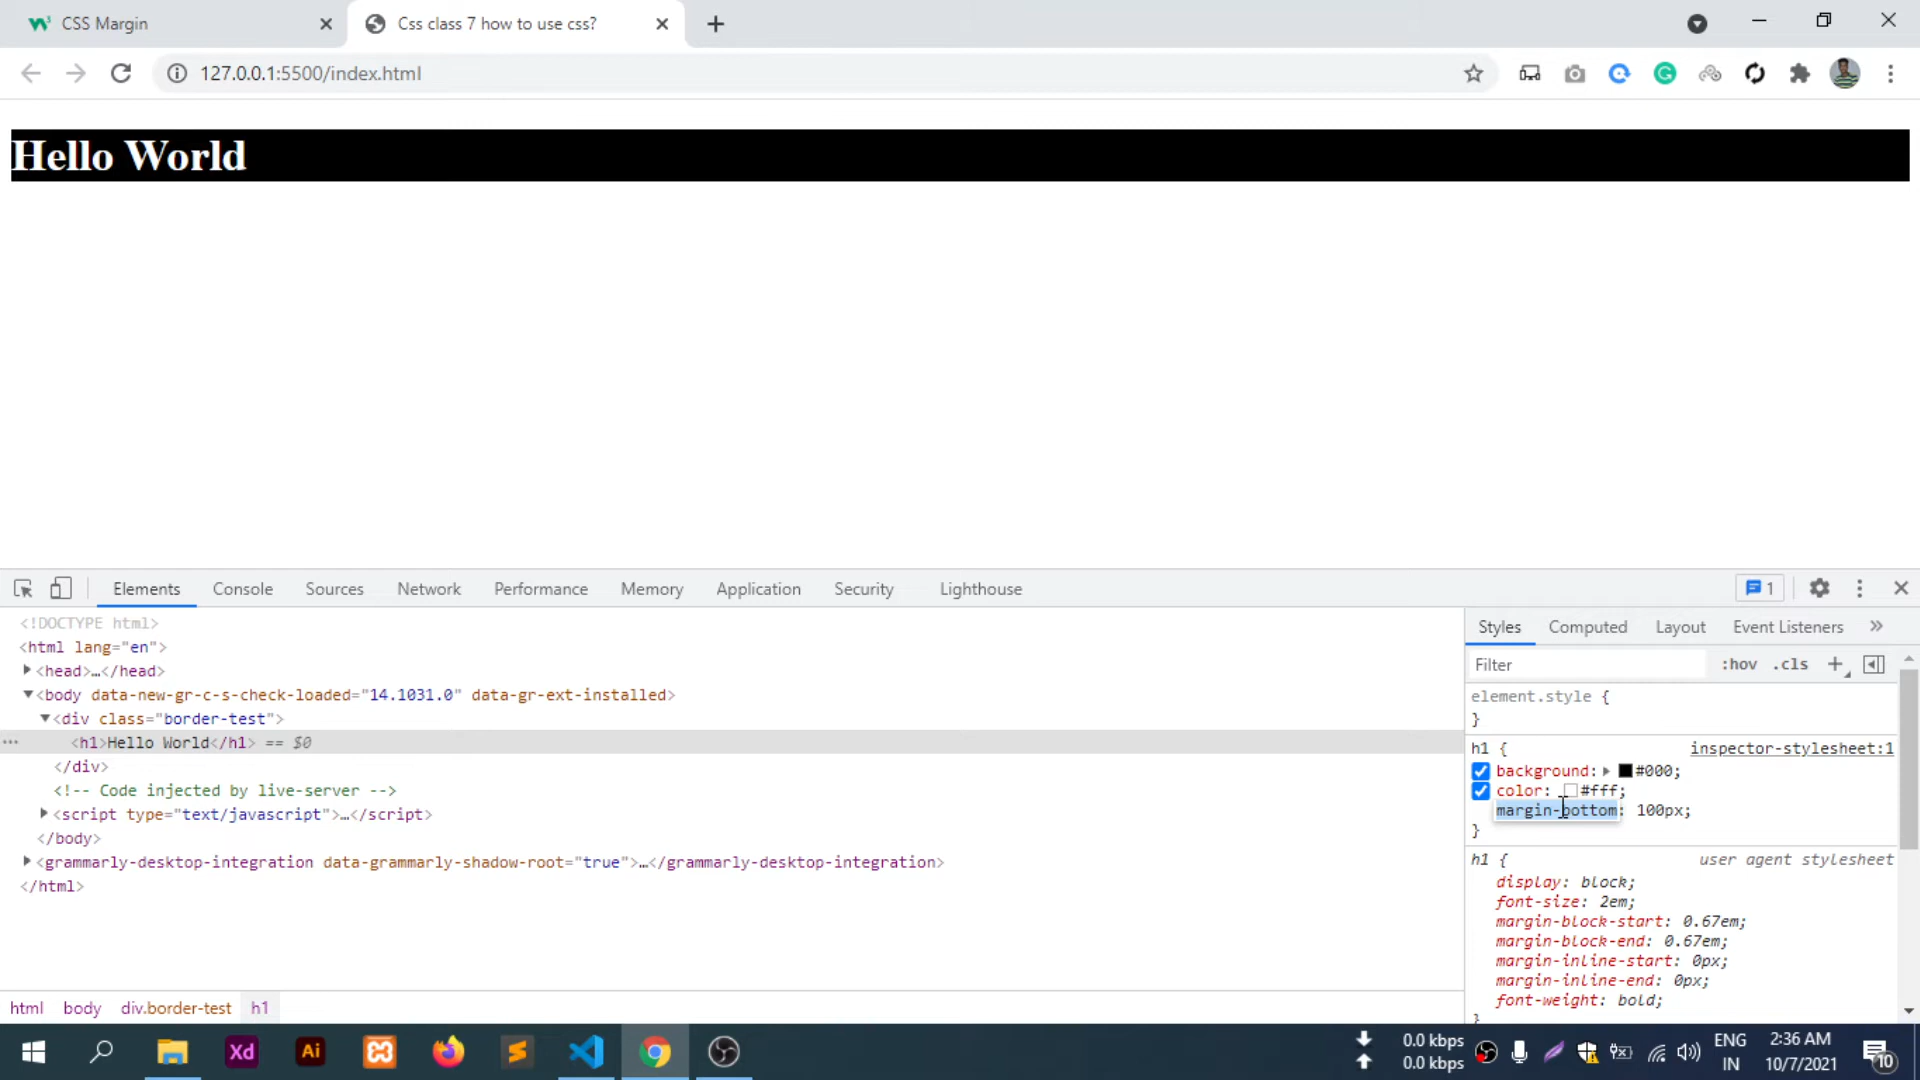 CSS Margin
Css class 7 how to use css?
127.0.0.1:5500/index.html
Hello World
Elements Console Sources Network Performance Memory Application Security Lighthouse
1
<!DOCTYPE html>
<html lang="en">
<head>…</head>
<body data-new-gr-c-s-check-loaded="14.1031.0" data-gr-ext-installed>
<div class="border-test">
<h1>Hello World</h1> == $0
</div>
<!-- Code injected by live-server -->
<script type="text/javascript">…</script>
</body>
<grammarly-desktop-integration data-grammarly-shadow-root="true">…</grammarly-desktop-integration>
</html>
html body div.border-test h1
Styles Computed Layout Event Listeners »
Filter :hov .cls +
element.style {
}
h1 { inspector-stylesheet:1
background: #000;
color: #fff;
margin-bottom: 100px;
}
h1 { user agent stylesheet
display: block;
font-size: 2em;
margin-block-start: 0.67em;
margin-block-end: 0.67em;
margin-inline-start: 0px;
margin-inline-end: 0px;
font-weight: bold;
}
Xd Ai
0.0 kbps
0.0 kbps
ENG
IN
2:36 AM
10/7/2021
10